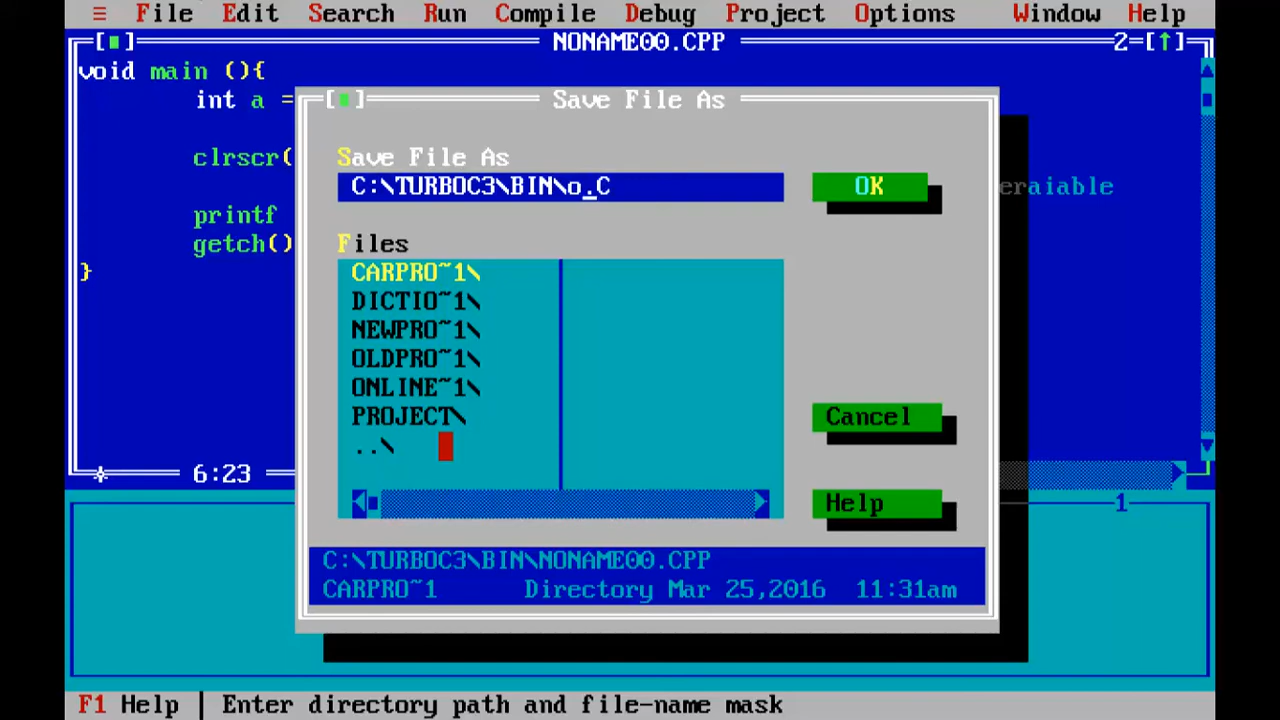 ≡ File Edit Search Run Compile Debug Project Options Window Help
[■] NONAME00.CPP 2=[↑]
void main (){
int a =
clrscr(
eraiable
printf
getch()
}
6:23
[■] Save File As
Save File As
C:\TURBOC3\BIN\o.C
OK
Files
CARPRO~1\
DICTIO~1\
NEWPRO~1\
OLDPRO~1\
ONLINE~1\
PROJECT\
..\
Cancel
Help
C:\TURBOC3\BIN\NONAME00.CPP
CARPRO~1 Directory Mar 25,2016 11:31am
1
F1 Help │ Enter directory path and file-name mask